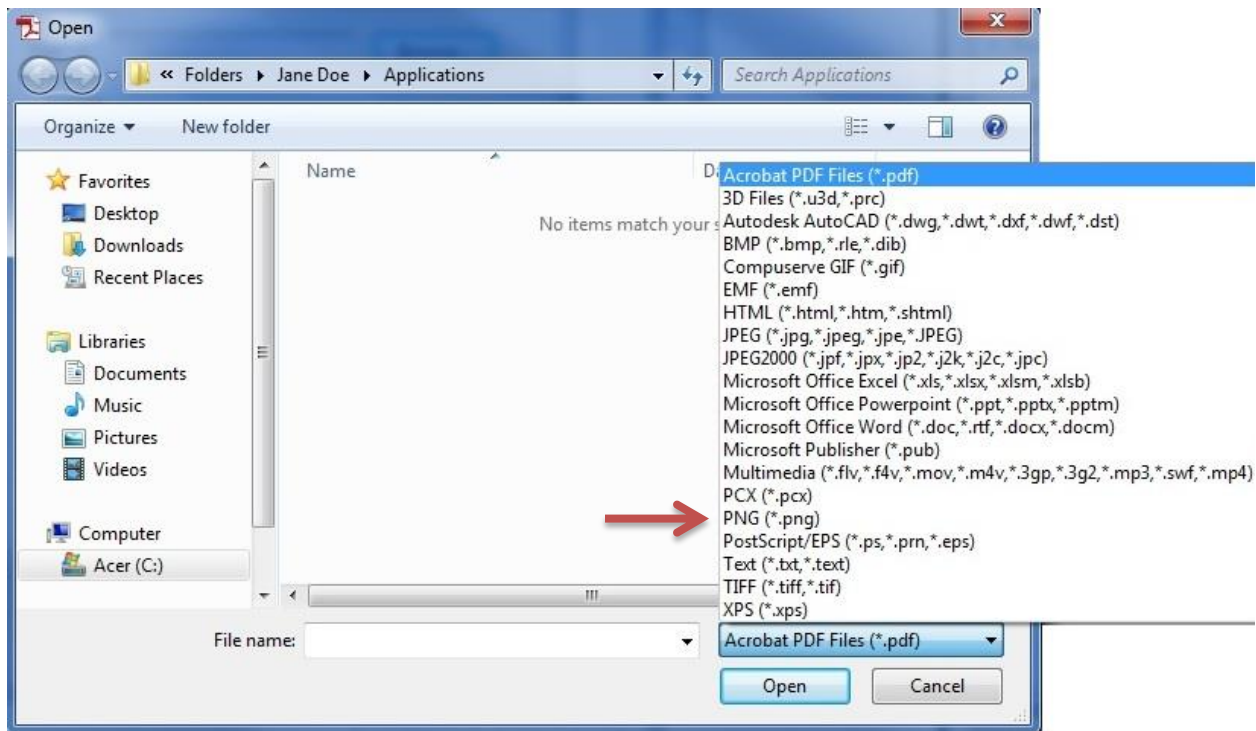 Open
« Folders ▸ Jane Doe ▸ Applications
Search Applications
Organize
New folder
Favorites
Desktop
Downloads
Recent Places
Libraries
Documents
Music
Pictures
Videos
Computer
Acer (C:)
Name
D
No items match your s
Acrobat PDF Files (*.pdf)
3D Files (*.u3d,*.prc)
Autodesk AutoCAD (*.dwg,*.dwt,*.dxf,*.dwf,*.dst)
BMP (*.bmp,*.rle,*.dib)
Compuserve GIF (*.gif)
EMF (*.emf)
HTML (*.html,*.htm,*.shtml)
JPEG (*.jpg,*.jpeg,*.jpe,*.JPEG)
JPEG2000 (*.jpf,*.jpx,*.jp2,*.j2k,*.j2c,*.jpc)
Microsoft Office Excel (*.xls,*.xlsx,*.xlsm,*.xlsb)
Microsoft Office Powerpoint (*.ppt,*.pptx,*.pptm)
Microsoft Office Word (*.doc,*.rtf,*.docx,*.docm)
Microsoft Publisher (*.pub)
Multimedia (*.flv,*.f4v,*.mov,*.m4v,*.3gp,*.3g2,*.mp3,*.swf,*.mp4)
PCX (*.pcx)
PNG (*.png)
PostScript/EPS (*.ps,*.prn,*.eps)
Text (*.txt,*.text)
TIFF (*.tiff,*.tif)
XPS (*.xps)
File name:
Acrobat PDF Files (*.pdf)
Open
Cancel